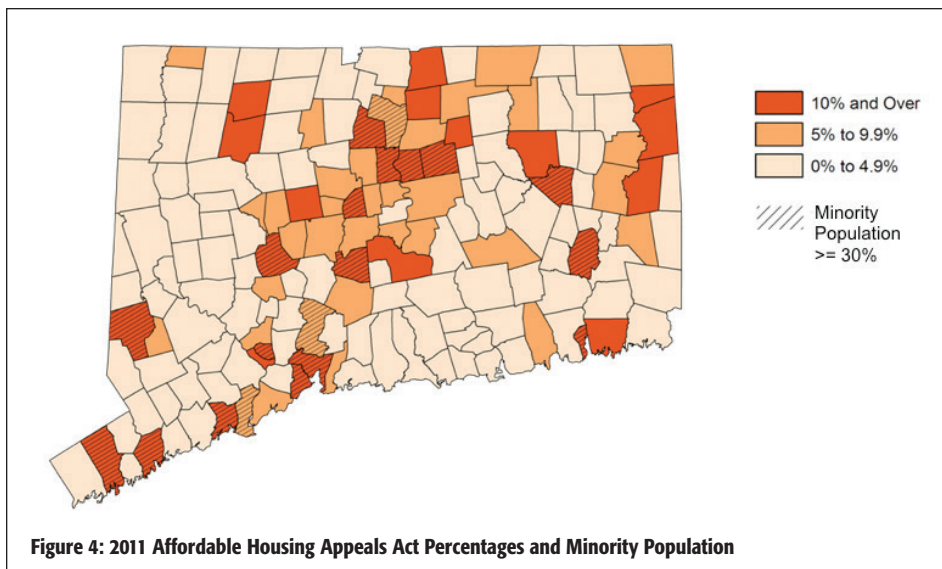 10% and Over
5% to 9.9%
0% to 4.9%
Minority
Population
>= 30%
Figure 4: 2011 Affordable Housing Appeals Act Percentages and Minority Population